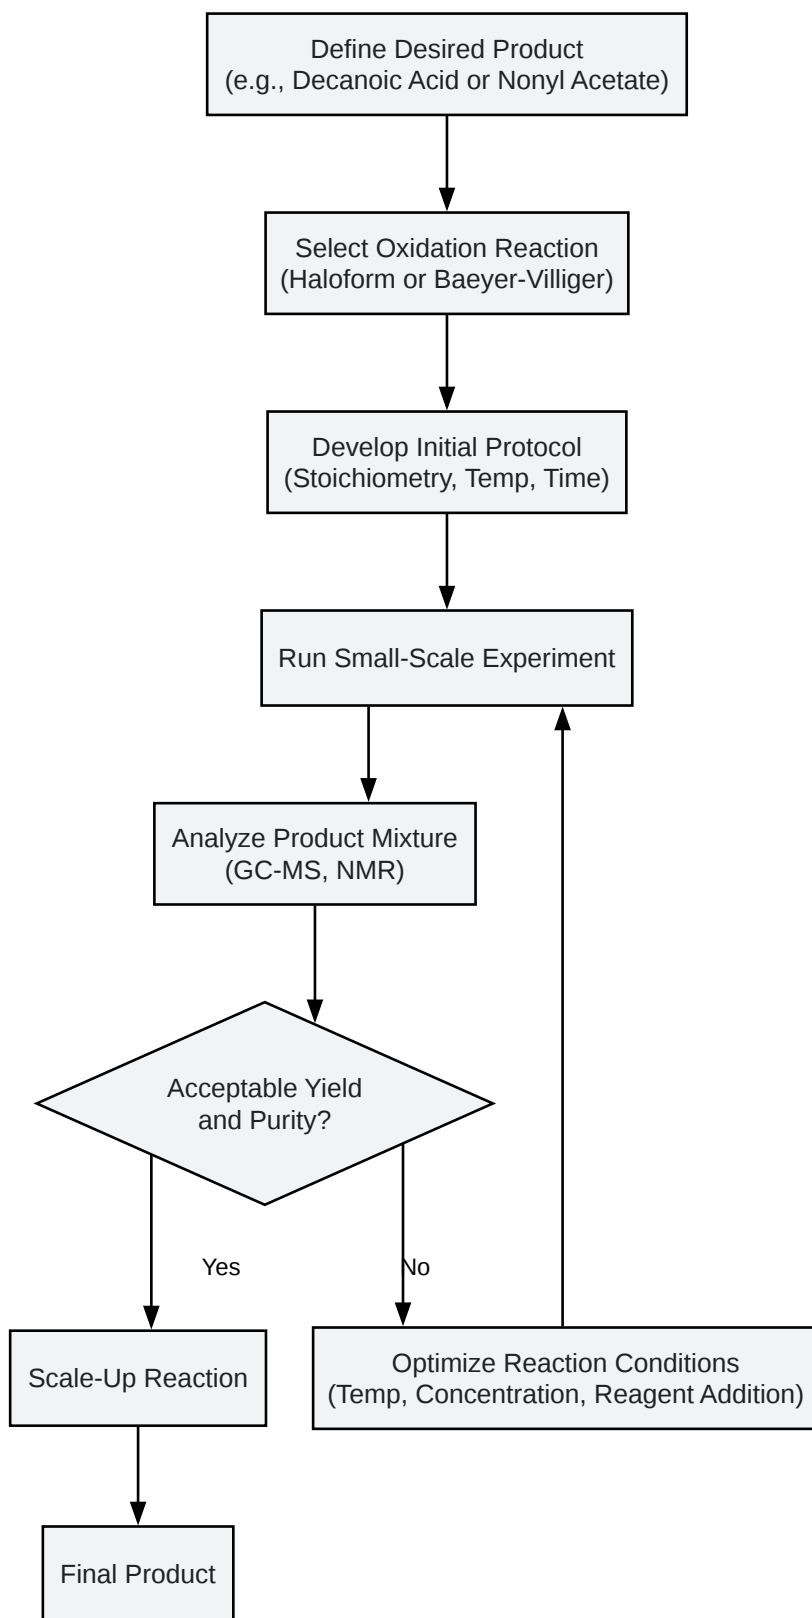 Define Desired Product
(e.g., Decanoic Acid or Nonyl Acetate)
Select Oxidation Reaction
(Haloform or Baeyer-Villiger)
Develop Initial Protocol
(Stoichiometry, Temp, Time)
Run Small-Scale Experiment
Analyze Product Mixture
(GC-MS, NMR)
Acceptable Yield
and Purity?
Yes
No
Scale-Up Reaction
Optimize Reaction Conditions
(Temp, Concentration, Reagent Addition)
Final Product